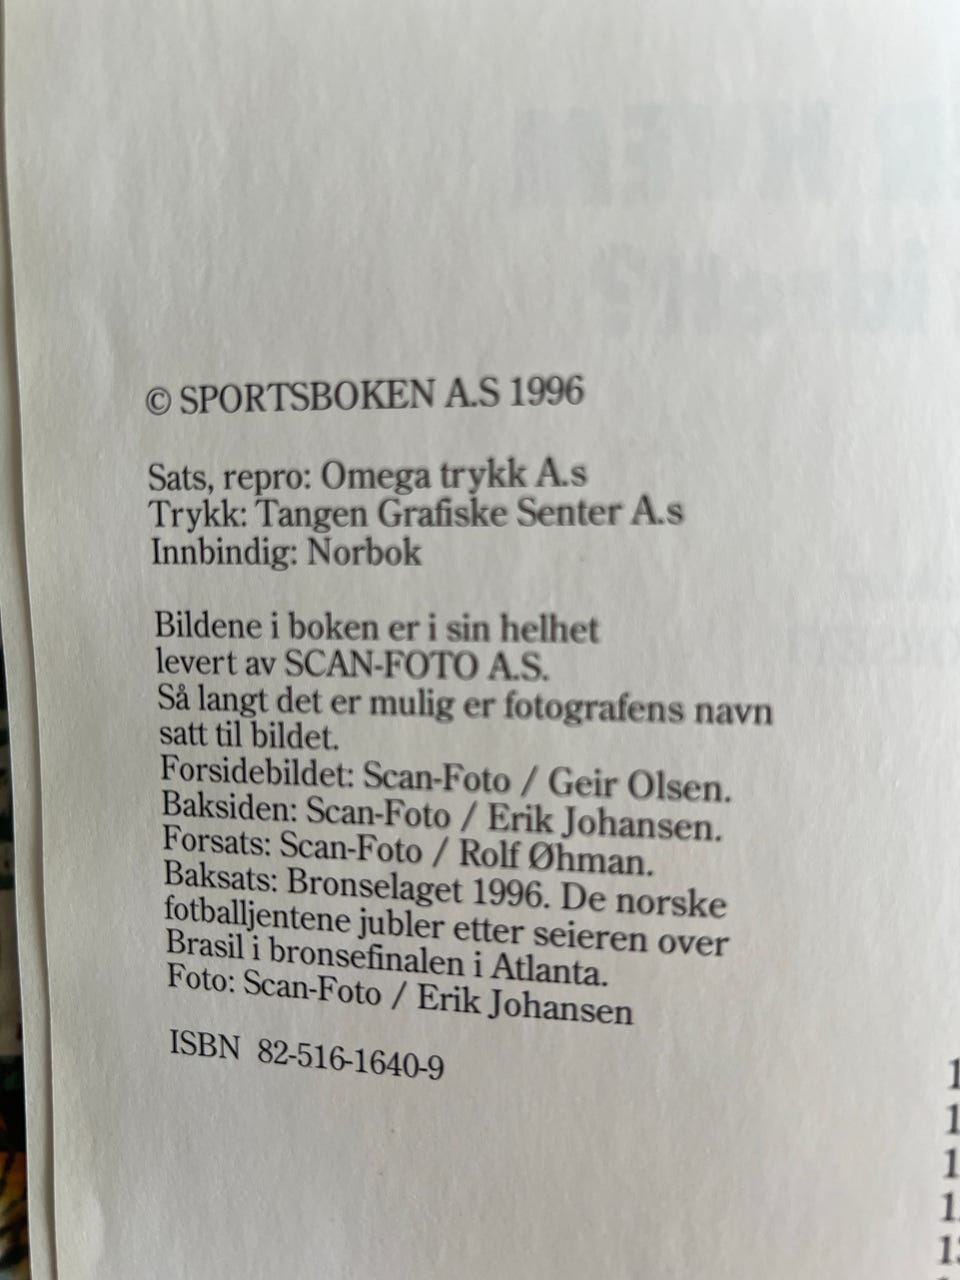 © SPORTSBOKEN A.S 1996
Sats, repro: Omega trykk A.s
Trykk: Tangen Grafiske Senter A.s
Innbindig: Norbok
Bildene i boken er i sin helhet
levert av SCAN-FOTO A.S.
Så langt det er mulig er fotografens navn
satt til bildet.
Forsidebildet: Scan-Foto / Geir Olsen.
Baksiden: Scan-Foto / Erik Johansen.
Forsats: Scan-Foto / Rolf Øhman.
Baksats: Bronselaget 1996. De norske
fotballjentene jubler etter seieren over
Brasil i bronsefinalen i Atlanta.
Foto: Scan-Foto / Erik Johansen
ISBN 82-516-1640-9